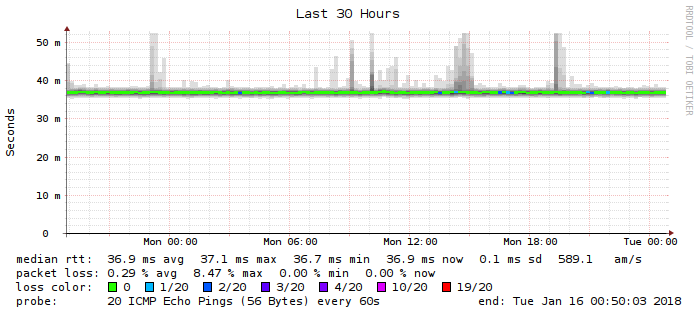 Last 30 Hours
RRDTOOL / TOBI OETIKER
Seconds
50 m
40 m
30 m
20 m
10 m
0
Mon 00:00 Mon 06:00 Mon 12:00 Mon 18:00 Tue 00:00
median rtt: 36.9 ms avg 37.1 ms max 36.7 ms min 36.9 ms now 0.1 ms sd 589.1 am/s
packet loss: 0.29 % avg 8.47 % max 0.00 % min 0.00 % now
loss color: 0 1/20 2/20 3/20 4/20 10/20 19/20
probe: 20 ICMP Echo Pings (56 Bytes) every 60s end: Tue Jan 16 00:50:03 2018